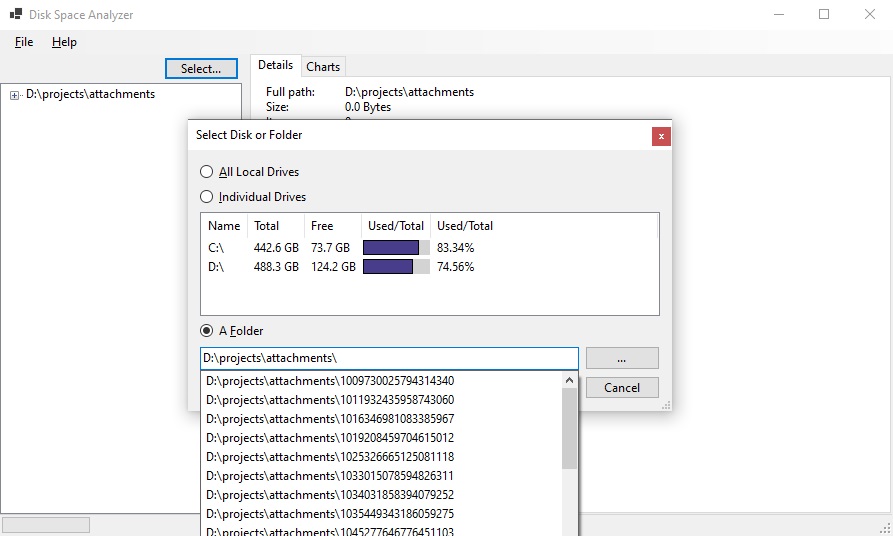 Disk Space Analyzer
File Help
Select...
Details Charts
D:\projects\attachments
Full path: D:\projects\attachments
Size: 0.0 Bytes
Select Disk or Folder
x
All Local Drives
Individual Drives
Name Total Free Used/Total Used/Total
C:\ 442.6 GB 73.7 GB 83.34%
D:\ 488.3 GB 124.2 GB 74.56%
A Folder
D:\projects\attachments\
...
Cancel
D:\projects\attachments\1009730025794314340
D:\projects\attachments\1011932435958743060
D:\projects\attachments\1016346981083385967
D:\projects\attachments\1019208459704615012
D:\projects\attachments\1025326665125081118
D:\projects\attachments\1033015078594826311
D:\projects\attachments\1034031858394079252
D:\projects\attachments\1035449343186059275
D:\projects\attachments\1045277646776451103